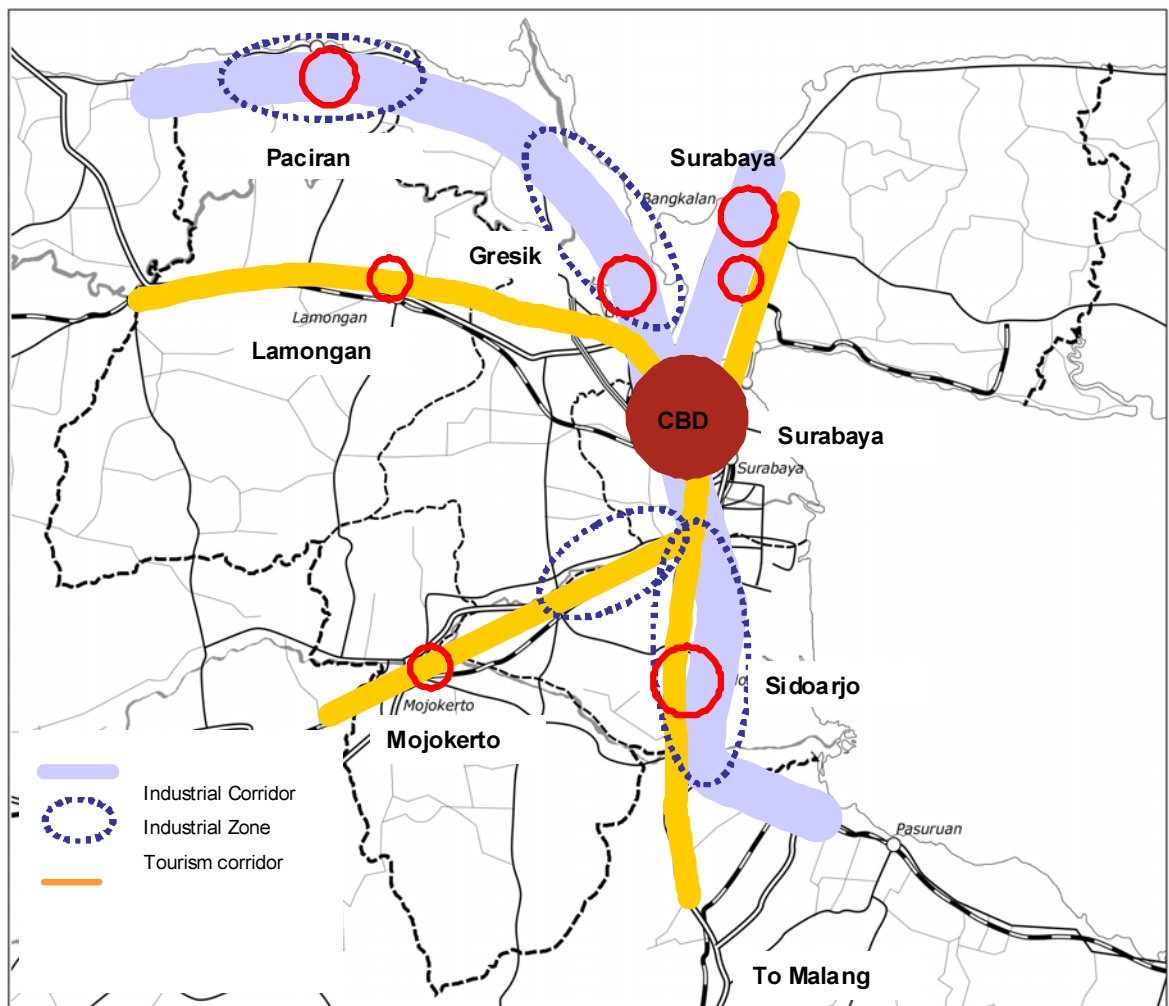 Paciran
Surabaya
Bangkalan
Gresik
Lamongan
Lamongan
CBD
Surabaya
Surabaya
Sidoarjo
Mojokerto
Mojokerto
Industrial Corridor
Industrial Zone
Tourism corridor
Pasuruan
To Malang